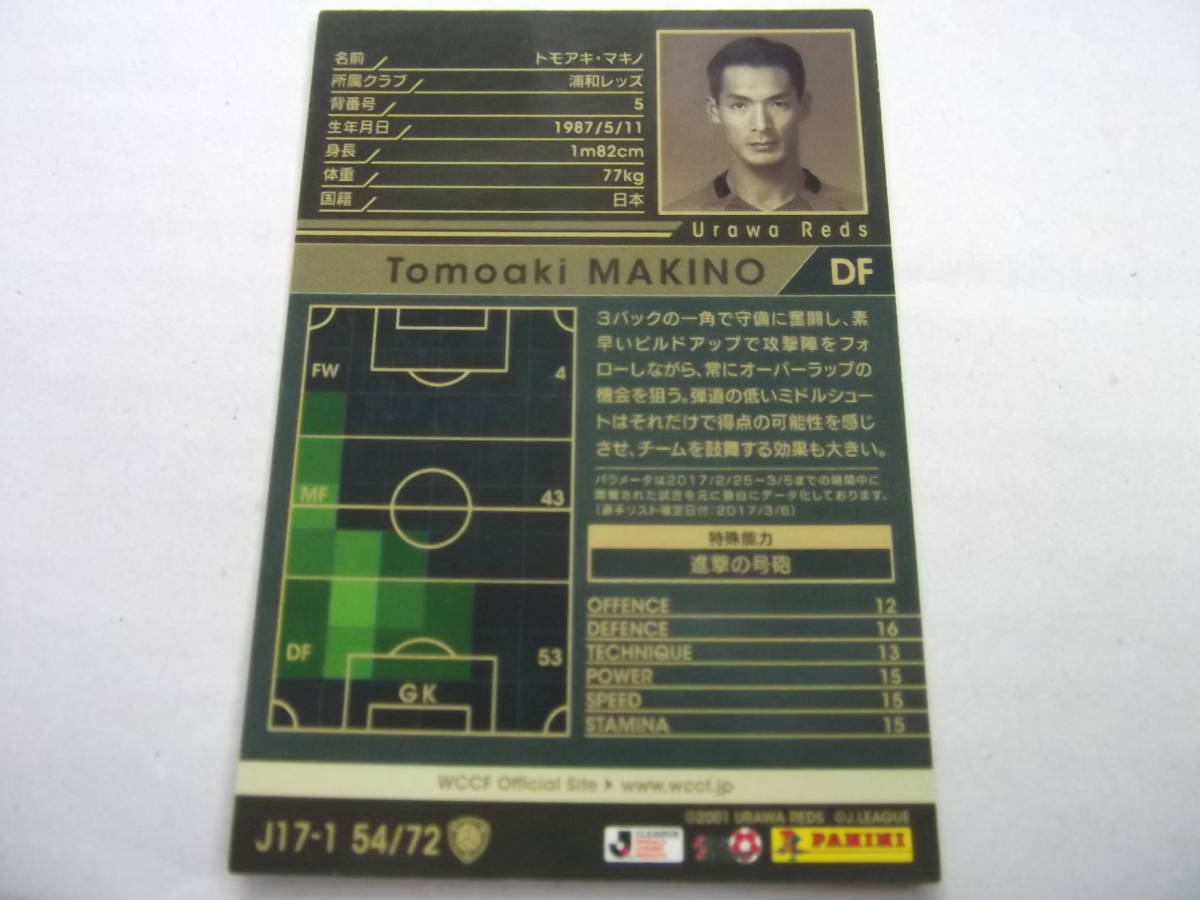 名前 トモアキ・マキノ
所属クラブ 浦和レッズ
背番号 5
生年月日 1987/5/11
身長 1m82cm
体重 77kg
国籍 日本
Urawa Reds
Tomoaki MAKINO DF
3バックの一角で守備に奮闘し、素
早いビルドアップで攻撃陣をフォ
ローしながら、常にオーバーラップの
機会を狙う。弾道の低いミドルシュー
トはそれだけで得点の可能性を感じ
させ、チームを鼓舞する効果も大きい。
パラメータは2017/2/25~3/5までの期間中に
開催された試合を元に独自にデータ化しております。
(選手リスト確定日付:2017/3/6)
特殊能力
進撃の号砲
FW 4
MF 43
DF 53
GK
OFFENCE 12
DEFENCE 16
TECHNIQUE 13
POWER 15
SPEED 15
STAMINA 15
WCCF Official Site ▶ www.wccf.jp
©2001 URAWA REDS ©J.LEAGUE
J17-1 54/72
J.LEAGUE
PANINI